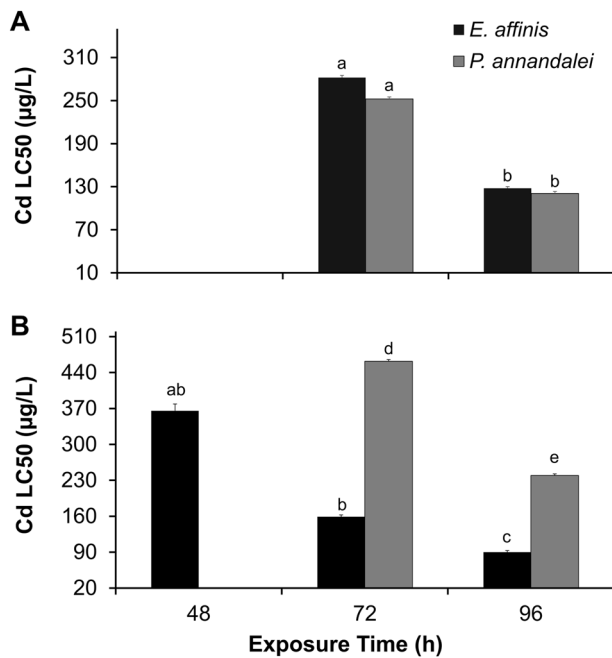 A
E. affinis
P. annandalei
Cd LC50 (µg/L)
310
250
190
130
70
10
a
a
b
b
B
Cd LC50 (µg/L)
510
440
370
300
230
160
90
20
ab
b
d
c
e
48
72
96
Exposure Time (h)